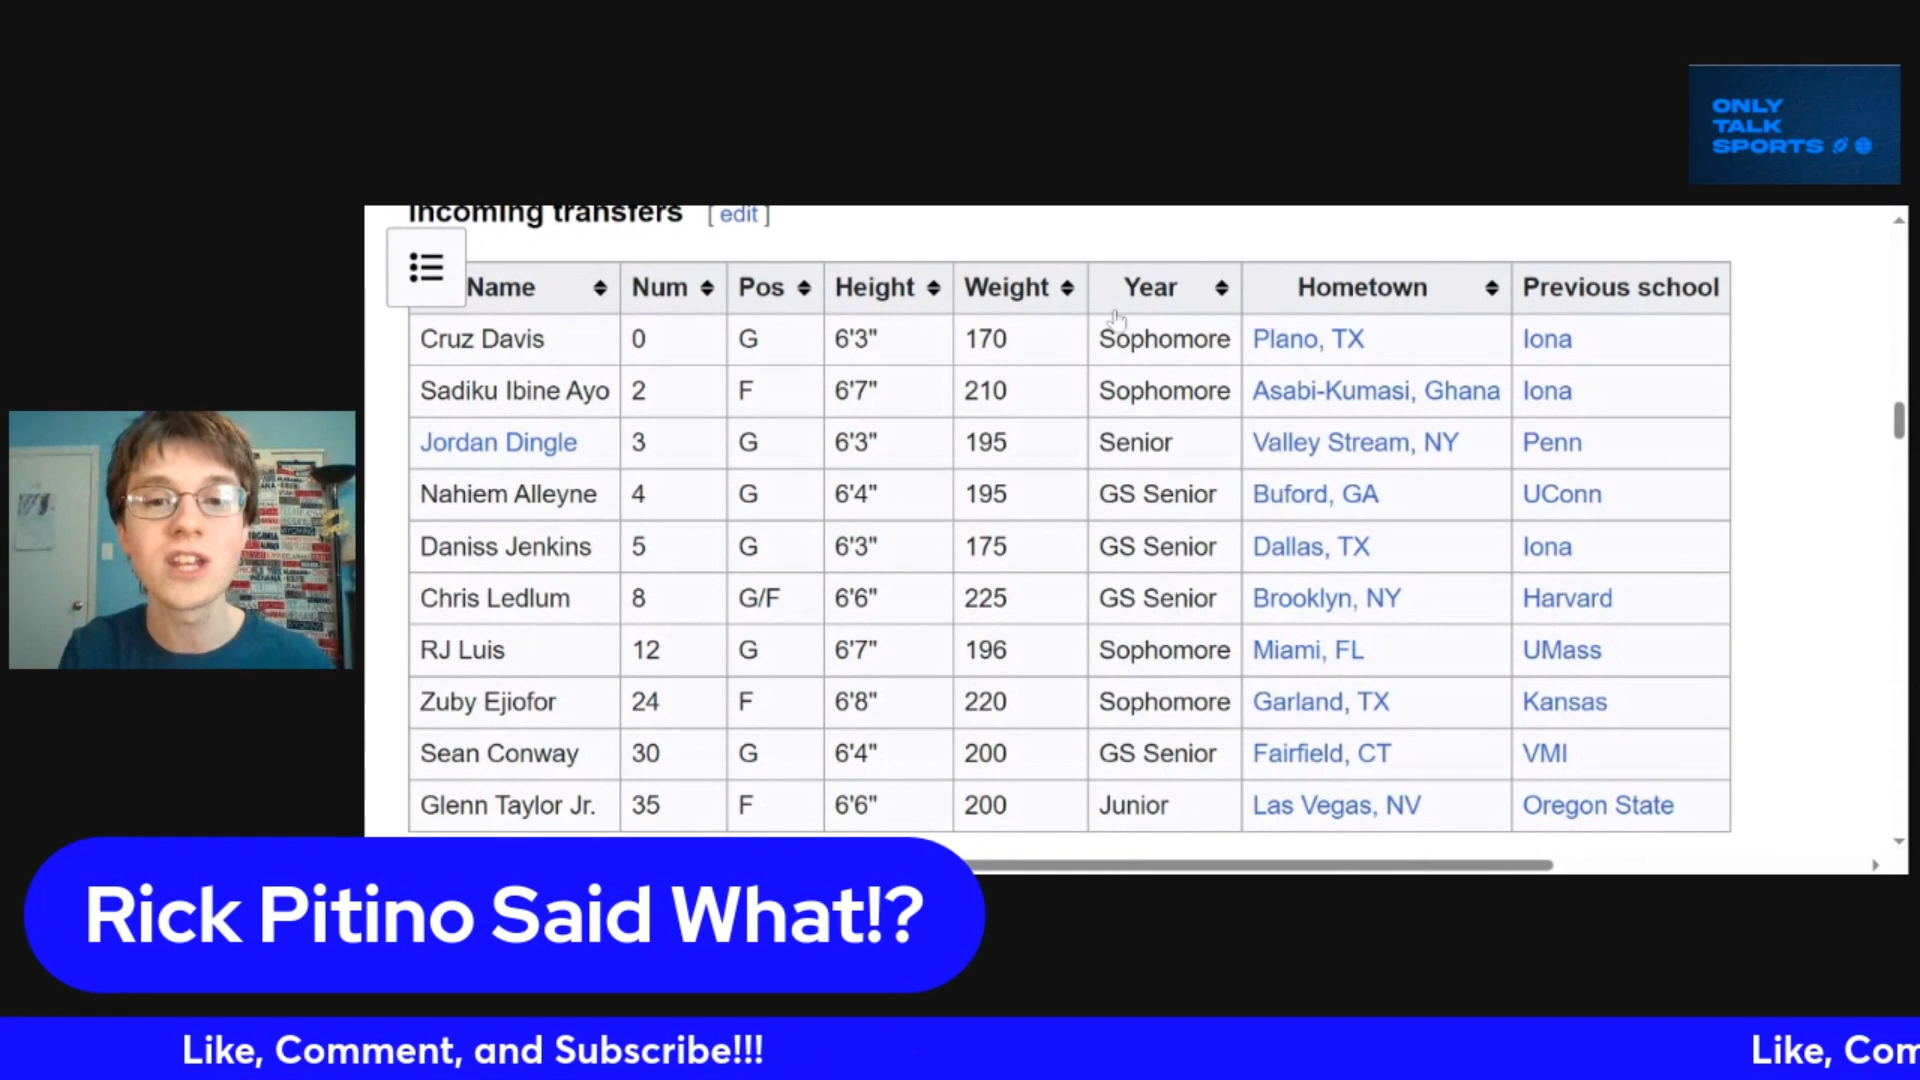 ONLY
TALK
SPORTS
Incoming transfers [ edit ]
Name Num Pos Height Weight Year Hometown Previous school
Cruz Davis 0 G 6'3" 170 Sophomore Plano, TX Iona
Sadiku Ibine Ayo 2 F 6'7" 210 Sophomore Asabi-Kumasi, Ghana Iona
Jordan Dingle 3 G 6'3" 195 Senior Valley Stream, NY Penn
Nahiem Alleyne 4 G 6'4" 195 GS Senior Buford, GA UConn
Daniss Jenkins 5 G 6'3" 175 GS Senior Dallas, TX Iona
Chris Ledlum 8 G/F 6'6" 225 GS Senior Brooklyn, NY Harvard
RJ Luis 12 G 6'7" 196 Sophomore Miami, FL UMass
Zuby Ejiofor 24 F 6'8" 220 Sophomore Garland, TX Kansas
Sean Conway 30 G 6'4" 200 GS Senior Fairfield, CT VMI
Glenn Taylor Jr. 35 F 6'6" 200 Junior Las Vegas, NV Oregon State
Rick Pitino Said What!?
Like, Comment, and Subscribe!!! Like, Com